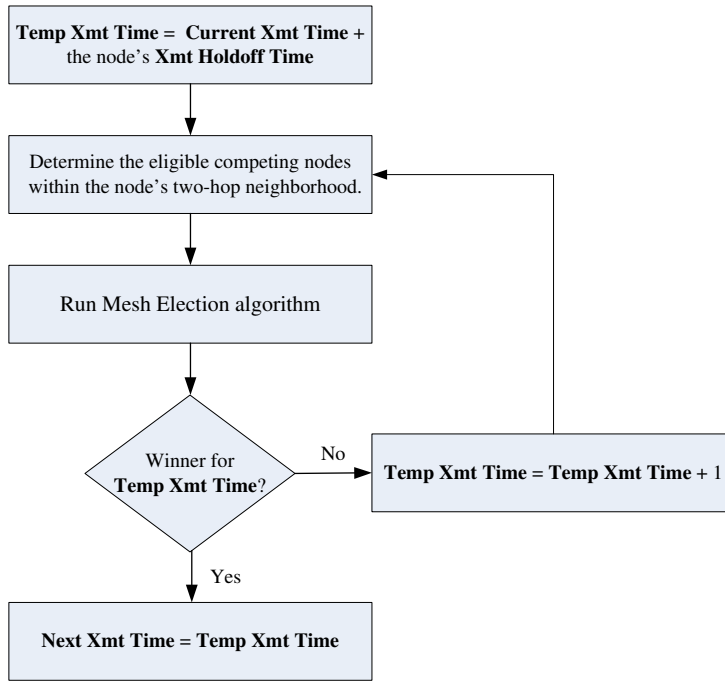 Temp Xmt Time = Current Xmt Time +
the node's Xmt Holdoff Time
Determine the eligible competing nodes
within the node's two-hop neighborhood.
Run Mesh Election algorithm
Winner for
Temp Xmt Time?
No
Temp Xmt Time = Temp Xmt Time + 1
Yes
Next Xmt Time = Temp Xmt Time